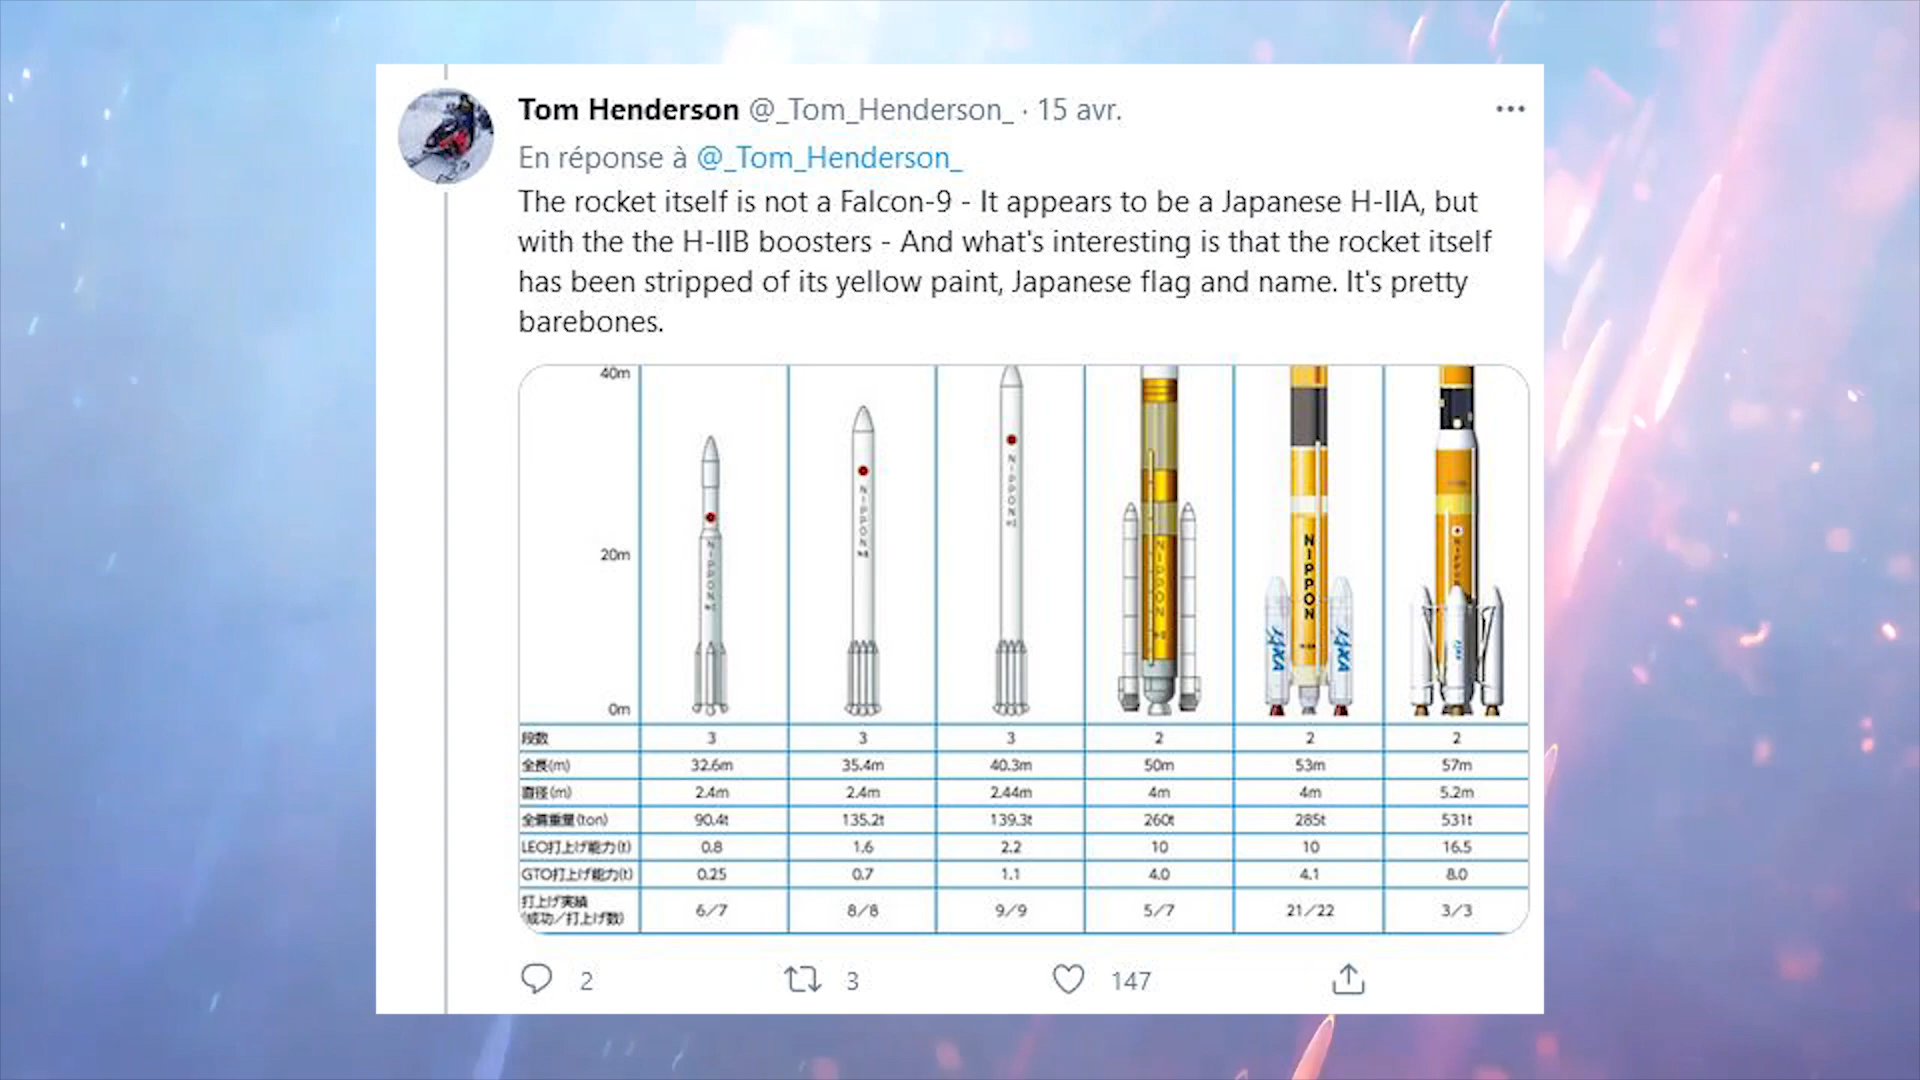 Tom Henderson @_Tom_Henderson_ · 15 avr.
En réponse à @_Tom_Henderson_
The rocket itself is not a Falcon-9 - It appears to be a Japanese H-IIA, but
with the the H-IIB boosters - And what's interesting is that the rocket itself
has been stripped of its yellow paint, Japanese flag and name. It's pretty
barebones.
40m
20m
0m
NIPPON
NIPPON
NIPPON
NIPPON
NIPPON
NIPPON
JAXA
JAXA
段数 3 3 3 2 2 2
全長(m) 32.6m 35.4m 40.3m 50m 53m 57m
直径(m) 2.4m 2.4m 2.44m 4m 4m 5.2m
全備重量(ton) 90.4t 135.2t 139.3t 260t 285t 531t
LEO打上げ能力(t) 0.8 1.6 2.2 10 10 16.5
GTO打上げ能力(t) 0.25 0.7 1.1 4.0 4.1 8.0
打上げ実績
(成功/打上げ数) 6/7 8/8 9/9 5/7 21/22 3/3
2 3 147